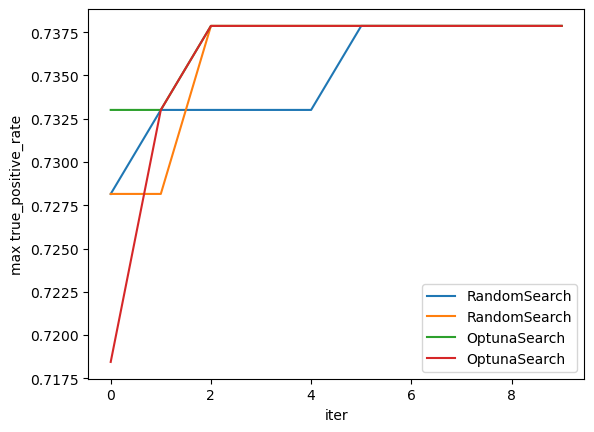 max true_positive_rate
0.7375
0.7350
0.7325
0.7300
0.7275
0.7250
0.7225
0.7200
0.7175
0 2 4 6 8
iter
RandomSearch
RandomSearch
OptunaSearch
OptunaSearch